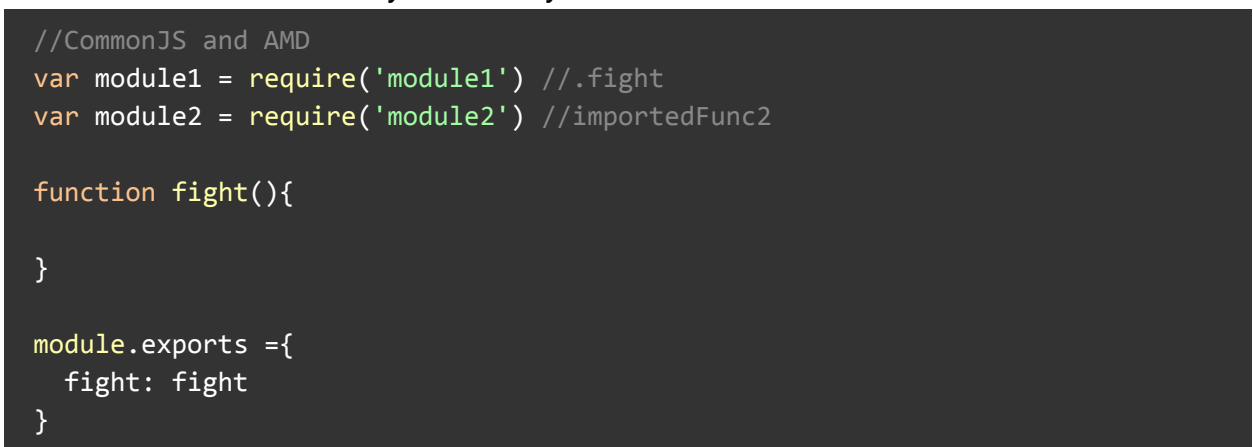 //CommonJS and AMD
var module1 = require('module1') //.fight
var module2 = require('module2') //importedFunc2
function fight(){
}
module.exports ={
  fight: fight
}